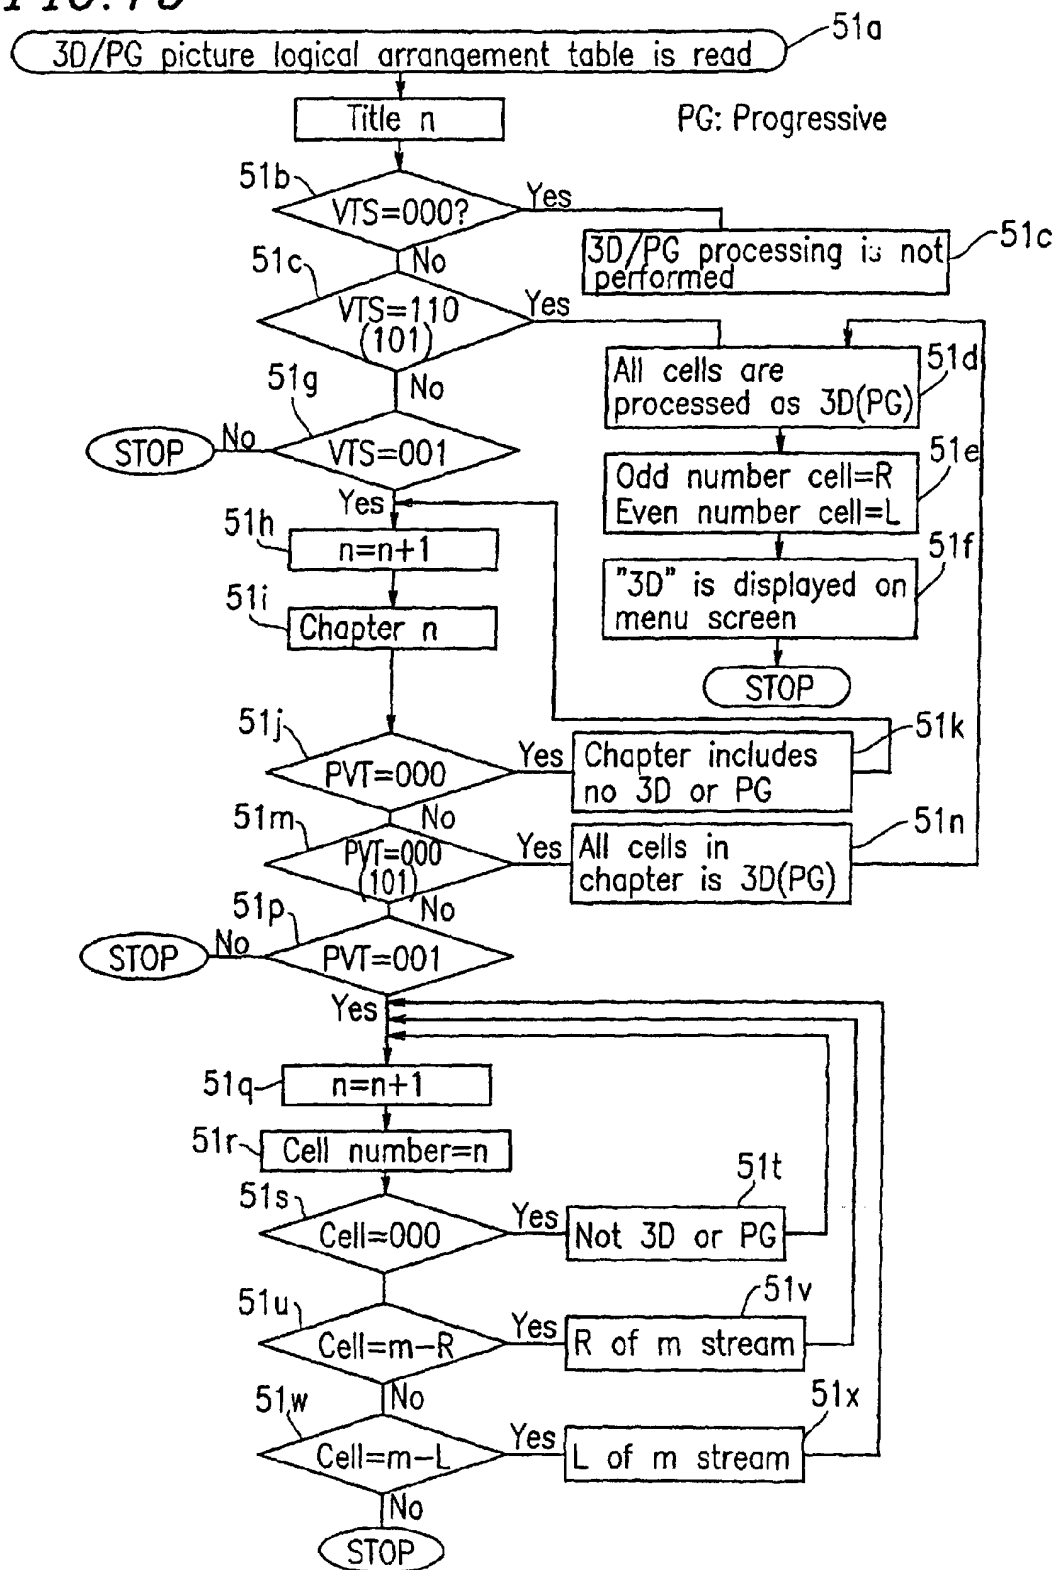 51a
3D/PG picture logical arrangement table is read
Title n
PG: Progressive
51b
VTS=000?
Yes
No
3D/PG processing is not
performed
51c
51c
VTS=110
(101)
Yes
No
All cells are
processed as 3D(PG)
51d
51g
VTS=001
No
STOP
Yes
Odd number cell=R
Even number cell=L
51e
51h
n=n+1
"3D" is displayed on
menu screen
51f
51i
Chapter n
STOP
51j
PVT=000
Yes
Chapter includes
no 3D or PG
51k
No
51m
PVT=000
(101)
Yes
All cells in
chapter is 3D(PG)
51n
No
51p
PVT=001
No
STOP
Yes
51q
n=n+1
51r
Cell number=n
51s
Cell=000
Yes
Not 3D or PG
51t
51u
Cell=m-R
Yes
R of m stream
51v
No
51w
Cell=m-L
Yes
L of m stream
51x
No
STOP